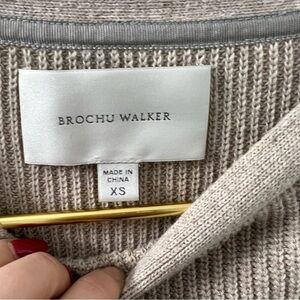 BROCHU WALKER
MADE IN
CHINA
XS